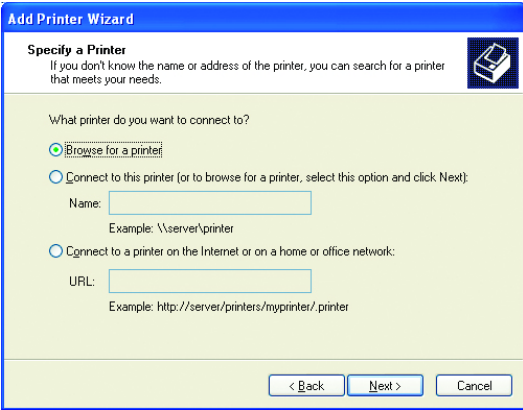 Add Printer Wizard
Specify a Printer
If you don't know the name or address of the printer, you can search for a printer
that meets your needs.
What printer do you want to connect to?
Browse for a printer
Connect to this printer (or to browse for a printer, select this option and click Next):
Name:
Example: \\server\printer
Connect to a printer on the Internet or on a home or office network:
URL:
Example: http://server/printers/myprinter/.printer
< Back Next > Cancel